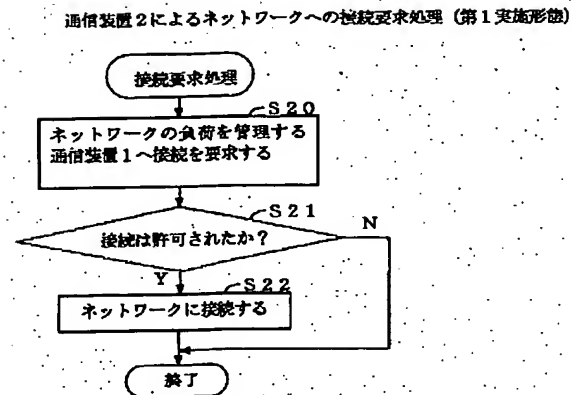 通信装置2によるネットワークへの接続要求処理（第1実施形態）
接続要求処理
S20
ネットワークの負荷を管理する
通信装置1へ接続を要求する
S21
接続は許可されたか？
N
Y
S22
ネットワークに接続する
終了